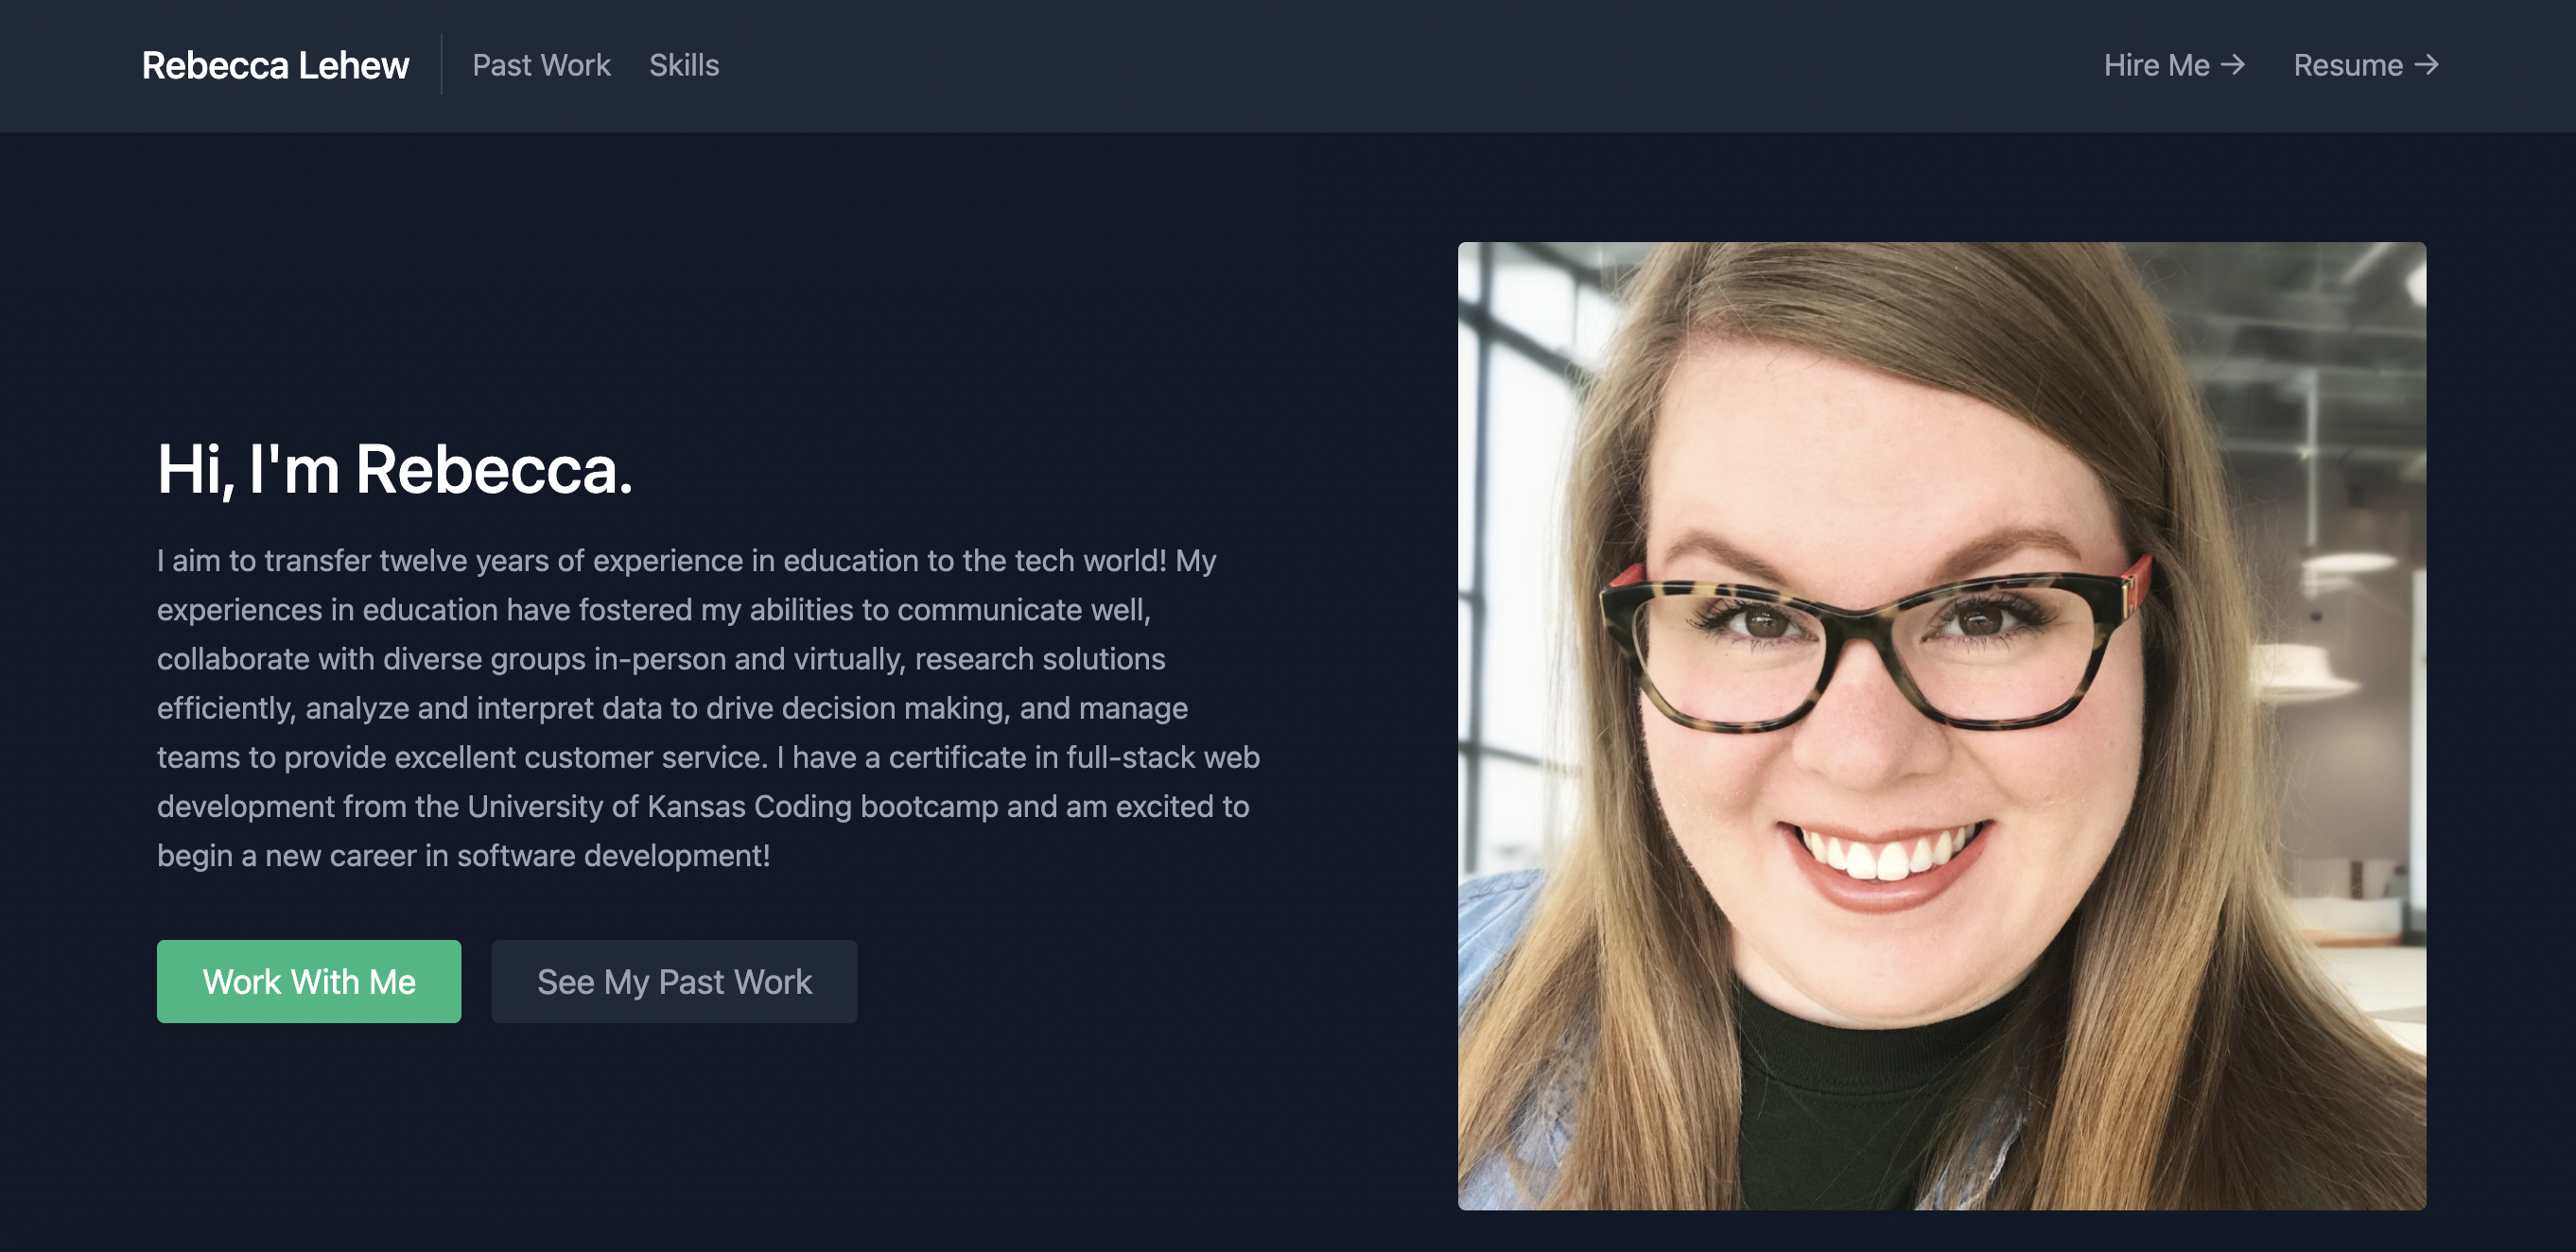 Rebecca Lehew
Past Work
Skills
Hire Me →
Resume →
Hi, I'm Rebecca.
I aim to transfer twelve years of experience in education to the tech world! My
experiences in education have fostered my abilities to communicate well,
collaborate with diverse groups in-person and virtually, research solutions
efficiently, analyze and interpret data to drive decision making, and manage
teams to provide excellent customer service. I have a certificate in full-stack web
development from the University of Kansas Coding bootcamp and am excited to
begin a new career in software development!
Work With Me
See My Past Work